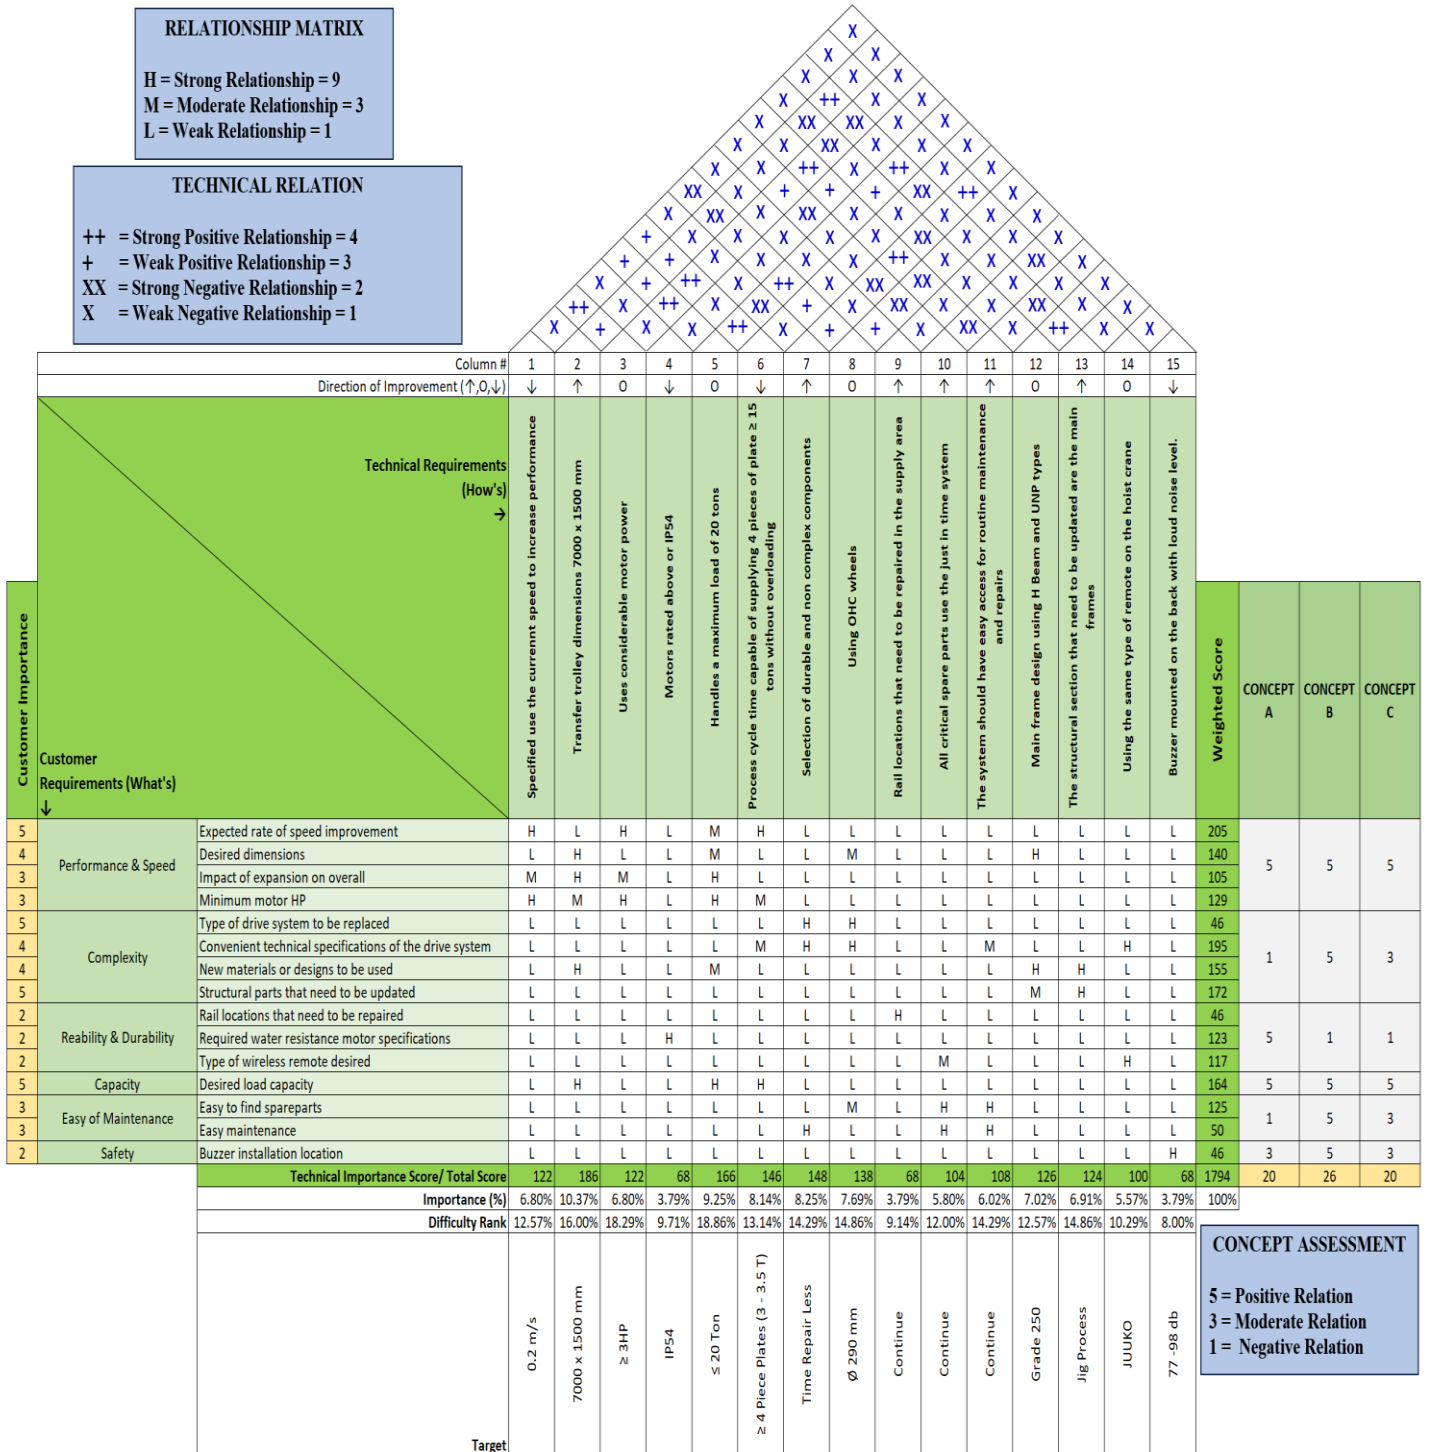 RELATIONSHIP MATRIX
H = Strong Relationship = 9
M = Moderate Relationship = 3
L = Weak Relationship = 1
TECHNICAL RELATION
++ = Strong Positive Relationship = 4
+ = Weak Positive Relationship = 3
XX = Strong Negative Relationship = 2
X = Weak Negative Relationship = 1
X
X X
X X X
X ++ X X
X XX XX X X
X X XX X X X
X X ++ X ++ X X
XX X + + + XX ++ X
X XX X XX X X X X X
+ X X X X X XX X X X
+ + X X X X ++ X X XX +
X + ++ X ++ X XX XX X X X X
++ X ++ X XX + X XX X X XX X X
X + X X ++ X + + X XX X ++ X X
Column # 1 2 3 4 5 6 7 8 9 10 11 12 13 14 15
Direction of Improvement (↑,O,↓) ↓ ↑ O ↓ O ↓ ↑ O ↑ ↑ ↑ O ↑ O ↓
Technical Requirements
(How's)
→
Specified use the current speed to increase performance
Transfer trolley dimensions 7000 x 1500 mm
Uses considerable motor power
Motors rated above or IP54
Handles a maximum load of 20 tons
Process cycle time capable of supplying 4 pieces of plate ≥ 15
tons without overloading
Selection of durable and non complex components
Using OHC wheels
Rail locations that need to be repaired in the supply area
All critical spare parts use the just in time system
The system should have easy access for routine maintenance
and repairs
Main frame design using H Beam and UNP types
The structural section that need to be updated are the main
frames
Using the same type of remote on the hoist crane
Buzzer mounted on the back with loud noise level.
Customer Importance
Customer
Requirements (What's)
↓
Weighted Score
CONCEPT
A
CONCEPT
B
CONCEPT
C
5 Expected rate of speed improvement H L H L M H L L L L L L L L L 205
4 Desired dimensions L H L L M L L M L L L H L L L 140
Performance & Speed 5 5 5
3 Impact of expansion on overall M H M L H L L L L L L L L L L 105
3 Minimum motor HP H M H L H M L L L L L L L L L 129
5 Type of drive system to be replaced L L L L L L H H L L L L L L L 46
4 Convenient technical specifications of the drive system L L L L L M H H L L M L L H L 195
Complexity 1 5 3
4 New materials or designs to be used L H L L M L L L L L L H H L L 155
5 Structural parts that need to be updated L L L L L L L L L L L M H L L 172
2 Rail locations that need to be repaired L L L L L L L L H L L L L L L 46
2 Reability & Durability Required water resistance motor specifications L L L H L L L L L L L L L L L 123 5 1 1
2 Type of wireless remote desired L L L L L L L L L M L L L H L 117
5 Capacity Desired load capacity L H L L H H L L L L L L L L L 164 5 5 5
3 Easy to find spareparts L L L L L L L M L H H L L L L 125
Easy of Maintenance 1 5 3
3 Easy maintenance L L L L L L H L L H H L L L L 50
2 Safety Buzzer installation location L L L L L L L L L L L L L L H 46 3 5 3
Technical Importance Score/ Total Score 122 186 122 68 166 146 148 138 68 104 108 126 124 100 68 1794 20 26 20
Importance (%) 6.80% 10.37% 6.80% 3.79% 9.25% 8.14% 8.25% 7.69% 3.79% 5.80% 6.02% 7.02% 6.91% 5.57% 3.79% 100%
Difficulty Rank 12.57% 16.00% 18.29% 9.71% 18.86% 13.14% 14.29% 14.86% 9.14% 12.00% 14.29% 12.57% 14.86% 10.29% 8.00%
Target
0.2 m/s
7000 x 1500 mm
≥ 3HP
IP54
≤ 20 Ton
≥ 4 Piece Plates (3 - 3.5 T)
Time Repair Less
Ø 290 mm
Continue
Continue
Continue
Grade 250
Jig Process
JUUKO
77 -98 db
CONCEPT ASSESSMENT
5 = Positive Relation
3 = Moderate Relation
1 = Negative Relation